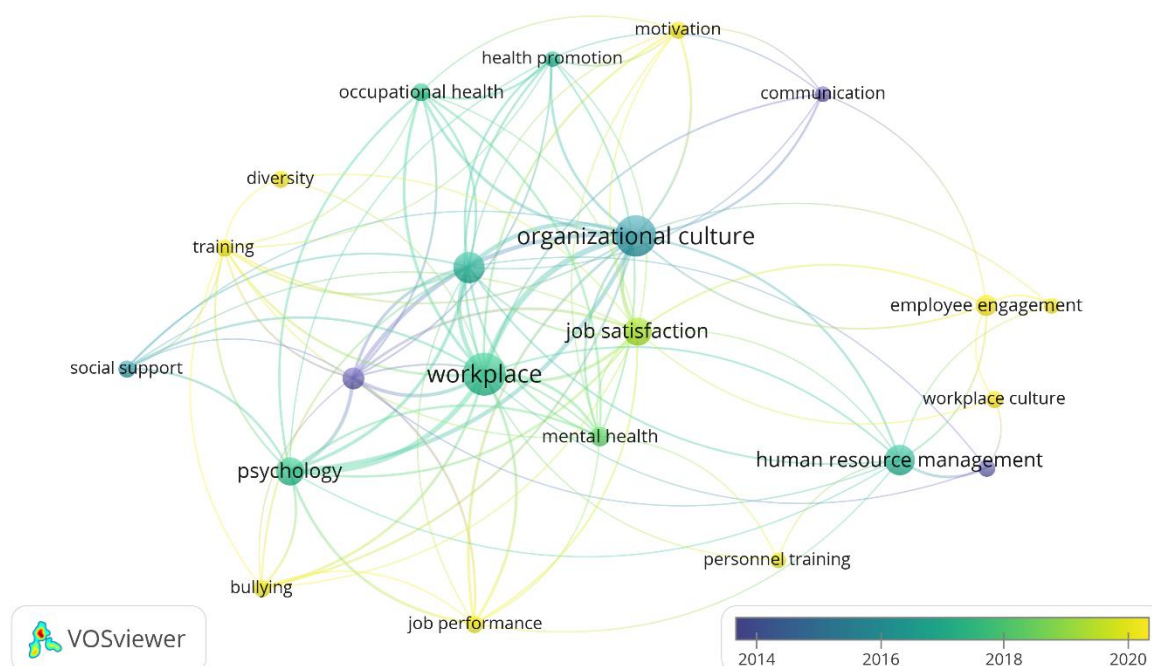 motivation
health promotion
occupational health
communication
diversity
organizational culture
training
employee engagement
job satisfaction
social support
workplace
workplace culture
mental health
human resource management
psychology
personnel training
bullying
job performance
VOSviewer
2014 2016 2018 2020